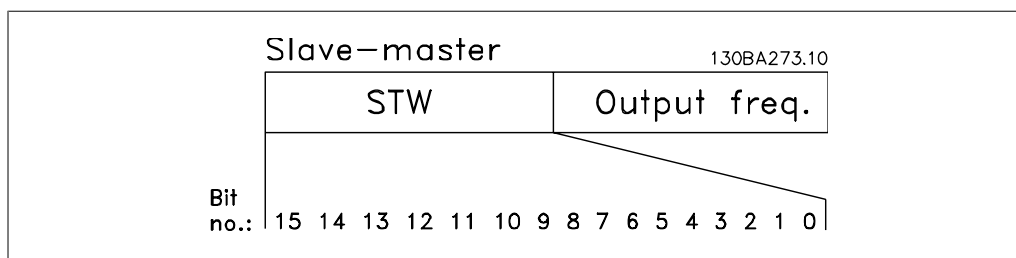 Slave-master
130BA273.10
STW
Output freq.
Bit
no.: 15 14 13 12 11 10 9 8 7 6 5 4 3 2 1 0